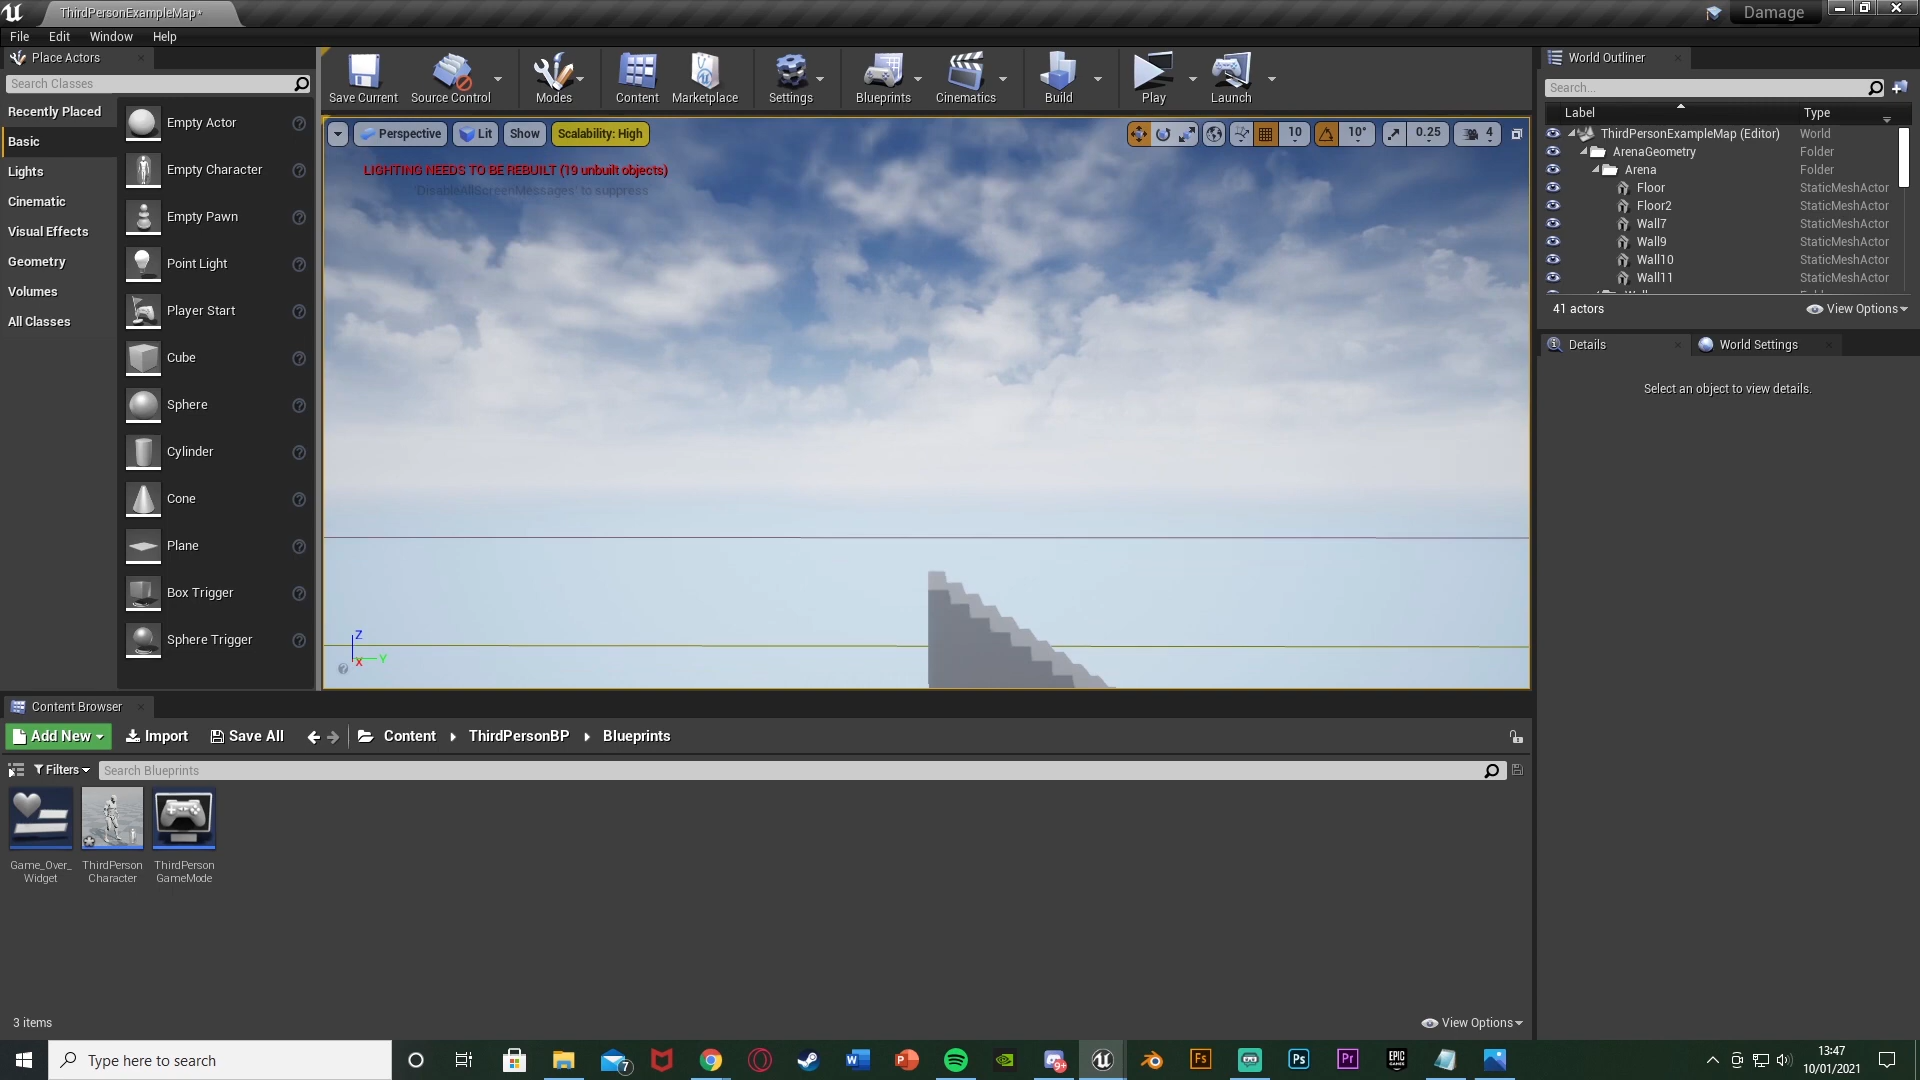 ThirdPersonExampleMap*
Damage
File Edit Window Help
Place Actors
Search Classes
Recently Placed
Basic
Lights
Cinematic
Visual Effects
Geometry
Volumes
All Classes
Empty Actor
Empty Character
Empty Pawn
Point Light
Player Start
Cube
Sphere
Cylinder
Cone
Plane
Box Trigger
Sphere Trigger
Save Current Source Control Modes Content Marketplace Settings Blueprints Cinematics Build Play Launch
Perspective Lit Show Scalability: High 10 10° 0.25 4
LIGHTING NEEDS TO BE REBUILT (19 unbuilt objects)
'DisableAllScreenMessages' to suppress
Z
X Y
World Outliner
Search...
Label Type
ThirdPersonExampleMap (Editor) World
ArenaGeometry Folder
Arena Folder
Floor StaticMeshActor
Floor2 StaticMeshActor
Wall7 StaticMeshActor
Wall9 StaticMeshActor
Wall10 StaticMeshActor
Wall11 StaticMeshActor
41 actors View Options
Details World Settings
Select an object to view details.
Content Browser
Add New Import Save All Content ThirdPersonBP Blueprints
Filters Search Blueprints
Game_Over_
Widget
ThirdPerson
Character
ThirdPerson
GameMode
3 items View Options
Type here to search
7
W
P
9+
Fs
Ps
Pr
EPIC
GAMES
13:47
10/01/2021